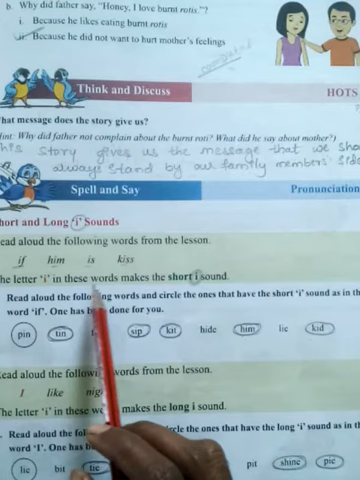 b. Why did father say, "Honey, I love burnt rotis."?
i. Because he likes eating burnt rotis
ii. Because he did not want to hurt mother's feelings
completed
Think and Discuss
HOTS
hat message does the story give us?
int: Why did father not complain about the burnt roti? What did he say about mother?)
his story gives us the message that we sho
always stand by our family members side
Spell and Say
Pronunciation
hort and Long 'i' Sounds
ead aloud the following words from the lesson.
if him is kiss
he letter 'i' in these words makes the short i sound.
Read aloud the following words and circle the ones that have the short 'i' sound as in th
word 'if'. One has been done for you.
pin tin sip kit hide him lie kid
ead aloud the following words from the lesson.
I like nig
he letter 'i' in these wo makes the long i sound.
Read aloud the fol circle the ones that have the long 'i' sound as in th
word 'I'. One has b
lie bit tie pit shine pie